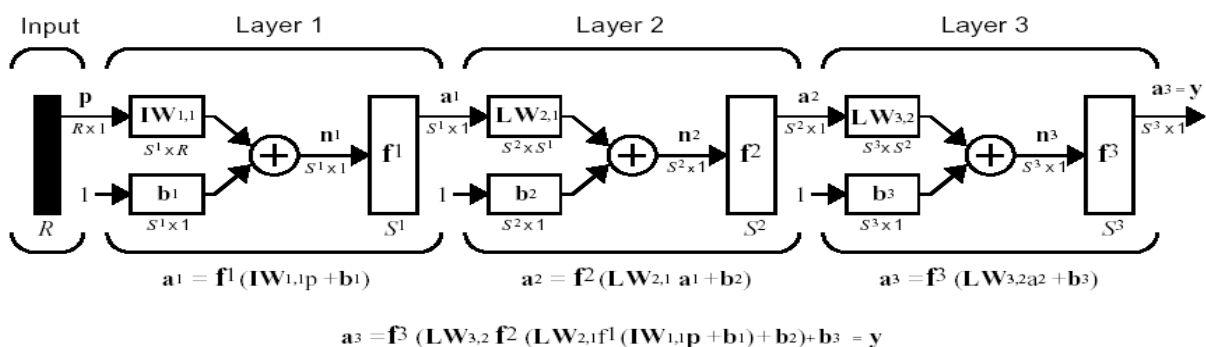 Input Layer 1 Layer 2 Layer 3
p a1 a2 a3 = y
IW1,1 LW2,1 LW3,2
R×1 n1 S1×1 n2 S2×1 n3 S3×1
S1×R f1 S2×S1 f2 S3×S2 f3
S1×1 S2×1 S3×1
1 b1 1 b2 1 b3
R S1×1 S1 S2×1 S2 S3×1 S3
a1 = f1 (IW1,1p +b1) a2 = f2 (LW2,1 a1+b2) a3 =f3 (LW3,2a2+b3)
a3 =f3 (LW3,2 f2 (LW2,1f1 (IW1,1p +b1)+b2)+b3 = y